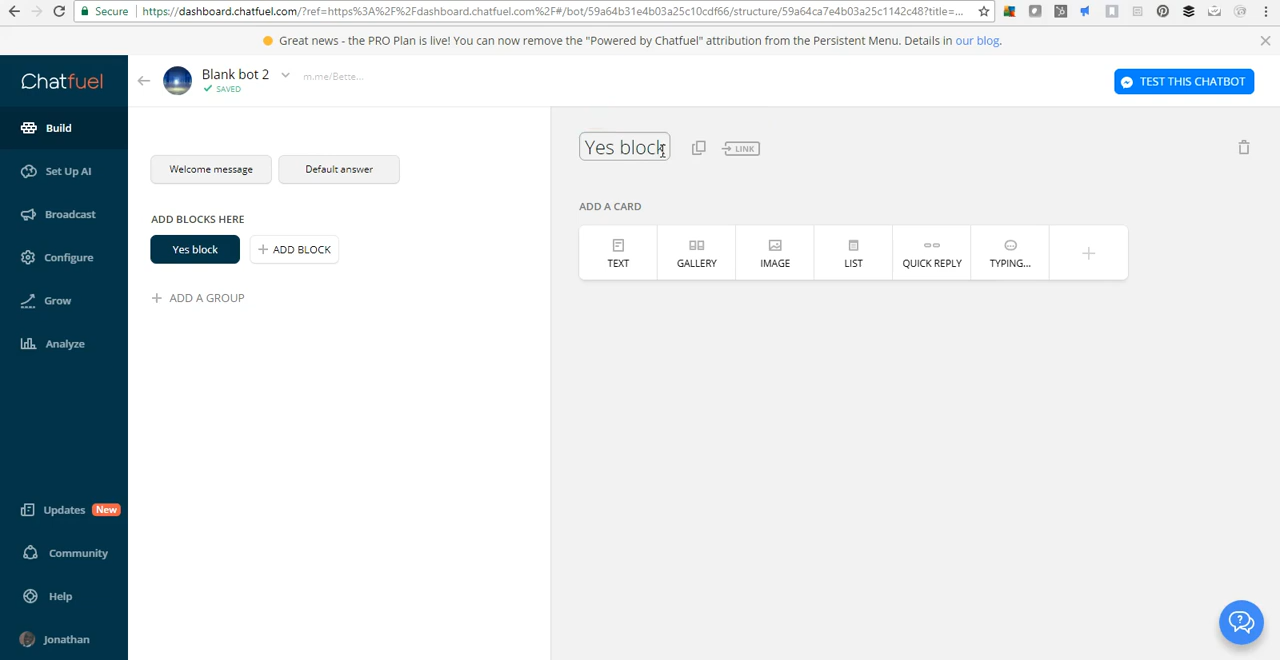 Secure
https://dashboard.chatfuel.com/?ref=https%3A%2F%2Fdashboard.chatfuel.com%2F#/bot/59a64b31e4b03a25c10cdf66/structure/59a64ca7e4b03a25c1142c48?title=...
Great news - the PRO Plan is live! You can now remove the "Powered by Chatfuel" attribution from the Persistent Menu. Details in our blog.
Chatfuel
Blank bot 2
m.me/Bette...
SAVED
TEST THIS CHATBOT
Build
Set Up AI
Broadcast
Configure
Grow
Analyze
Updates New
Community
Help
Jonathan
Welcome message
Default answer
ADD BLOCKS HERE
Yes block
ADD BLOCK
ADD A GROUP
Yes block
LINK
ADD A CARD
TEXT
GALLERY
IMAGE
LIST
QUICK REPLY
TYPING...